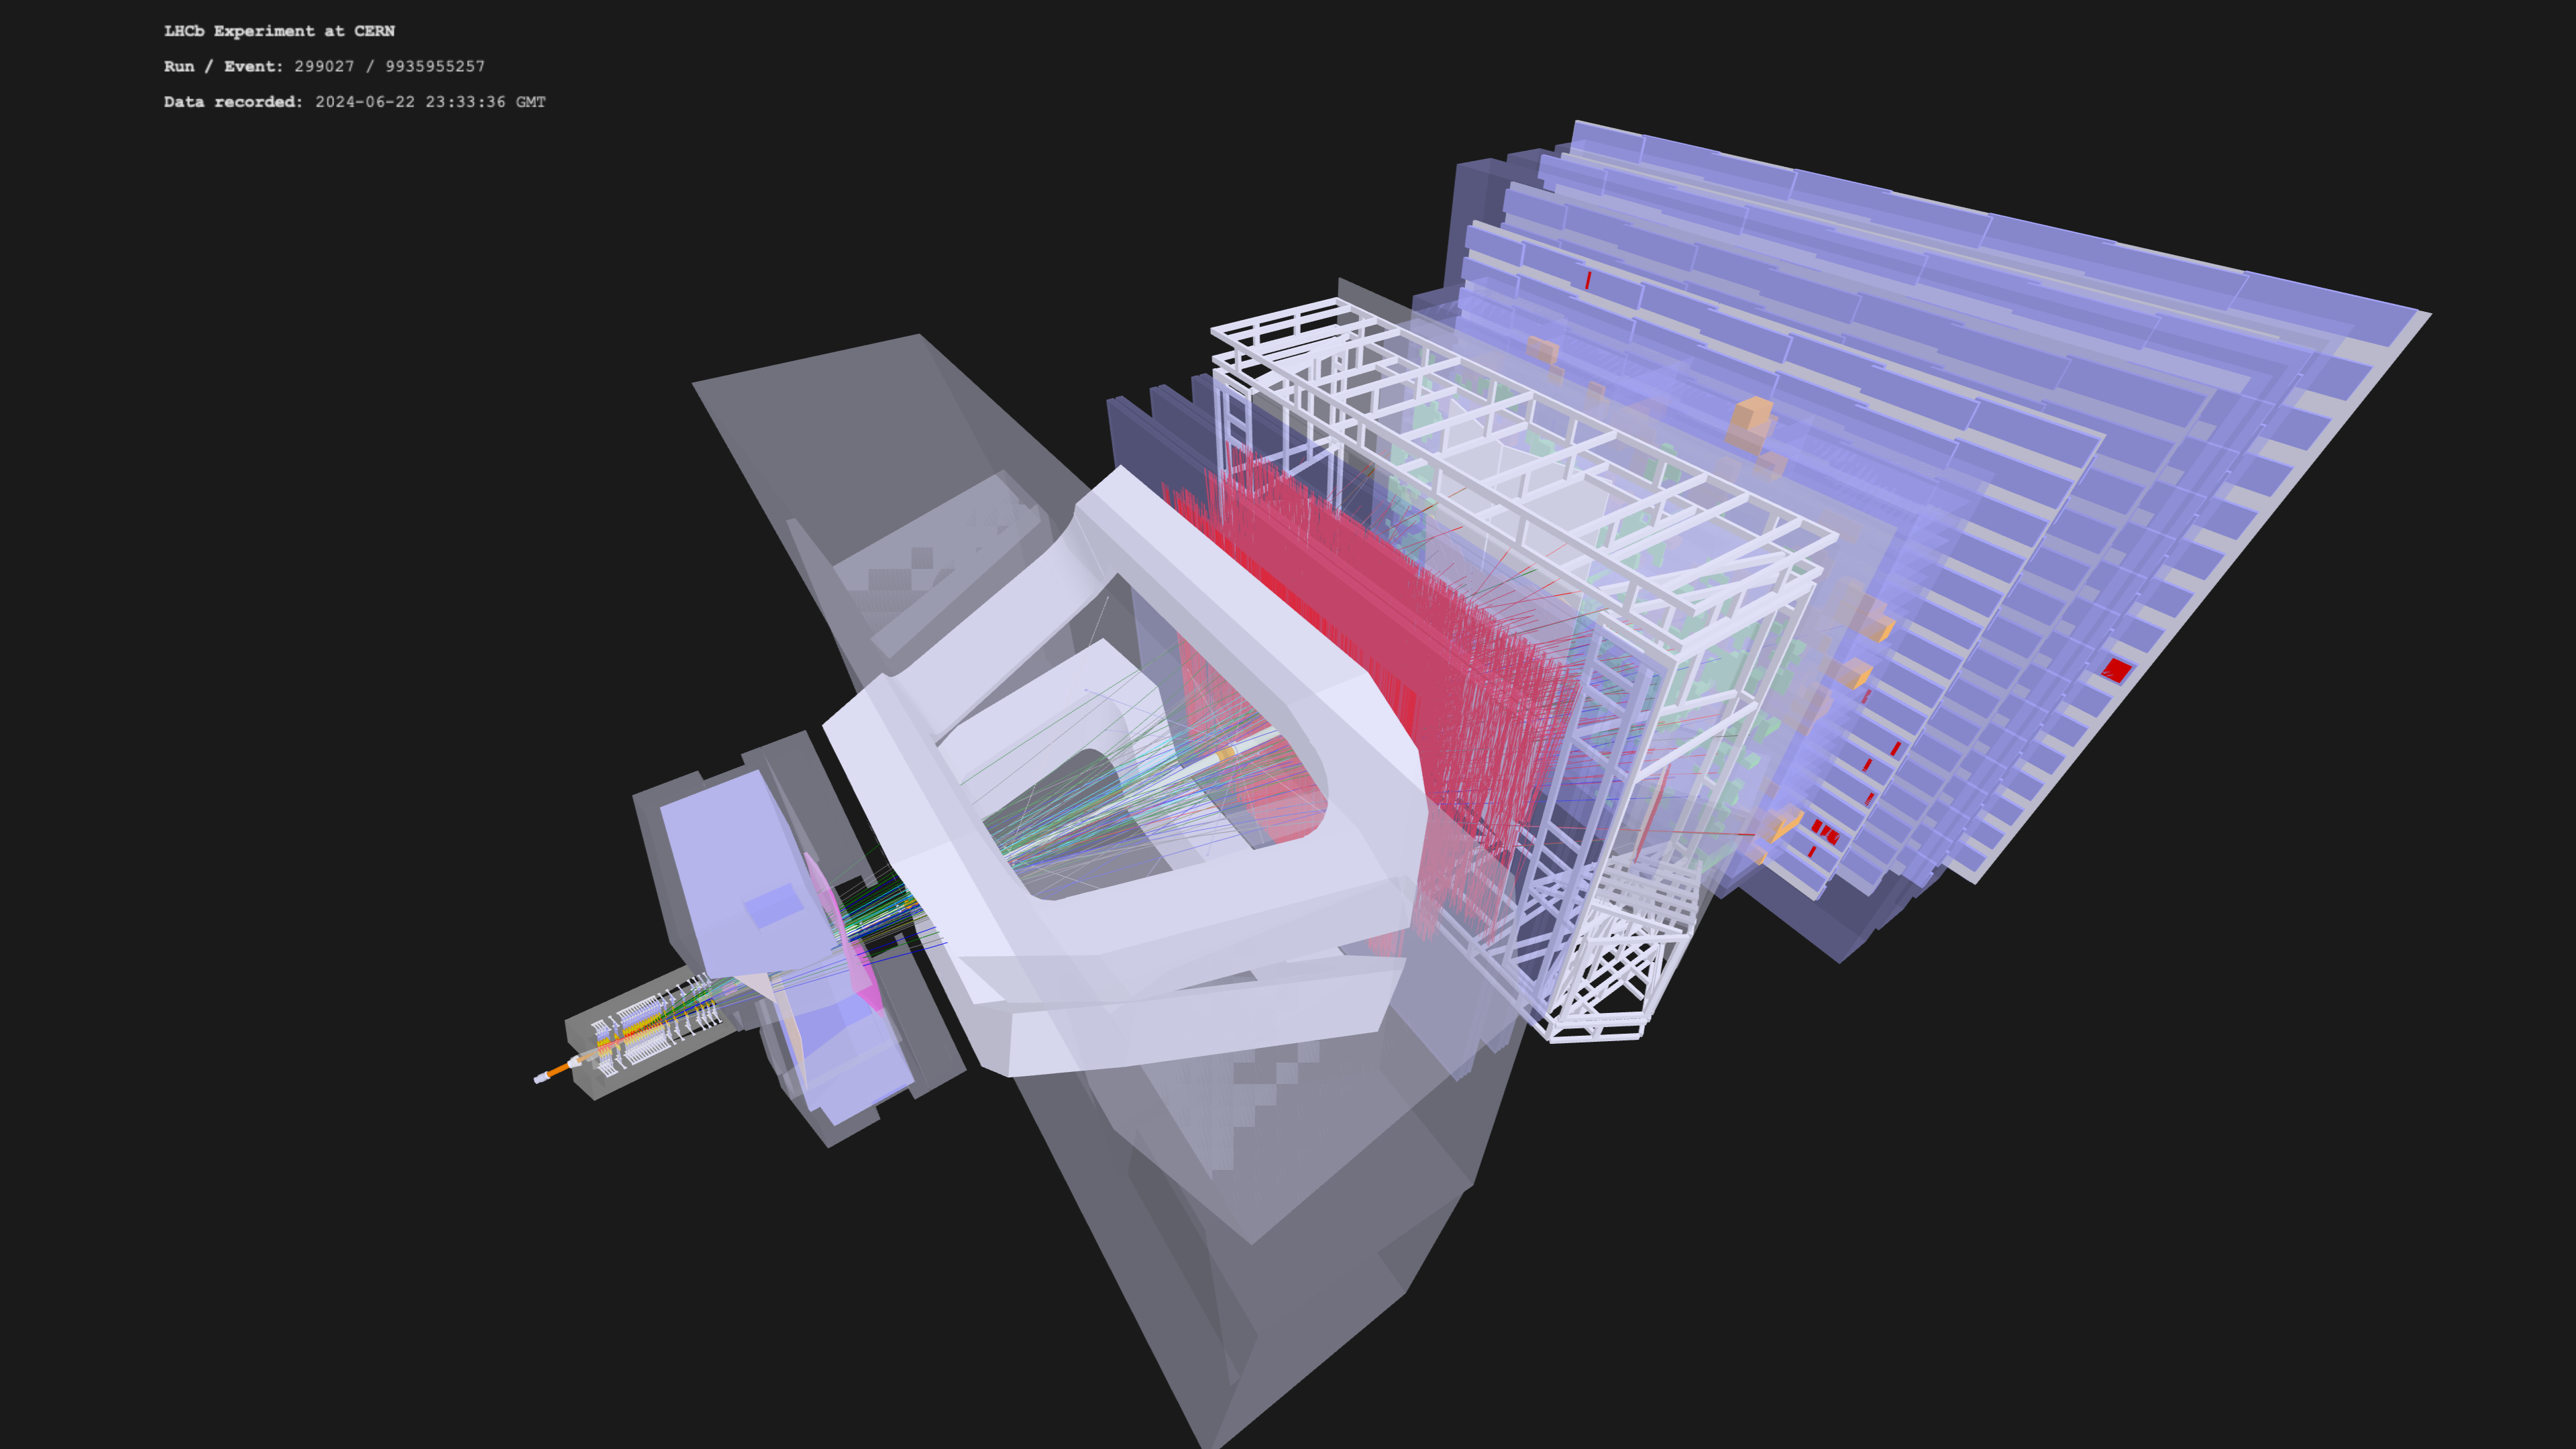 LHCb Experiment at CERN
Run / Event: 299027 / 9935955257
Data recorded: 2024-06-22 23:33:36 GMT